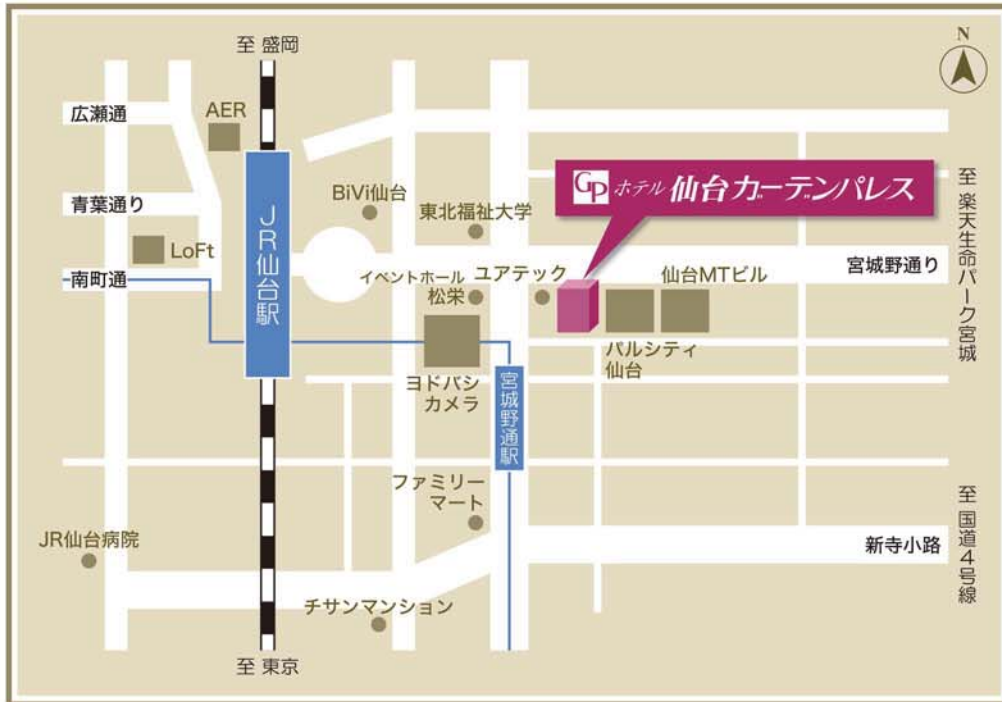 至 盛岡
N
広瀬通
AER
GP ホテル 仙台ガーデンパレス
至 楽天生命パーク宮城
BiVi仙台
青葉通り
東北福祉大学
JR仙台駅
LoFt
宮城野通り
南町通
イベントホール
松栄
ユアテック
仙台MTビル
パルシティ
仙台
ヨドバシ
カメラ
宮城野通駅
ファミリー
マート
至 国道4号線
JR仙台病院
新寺小路
チサンマンション
至 東京